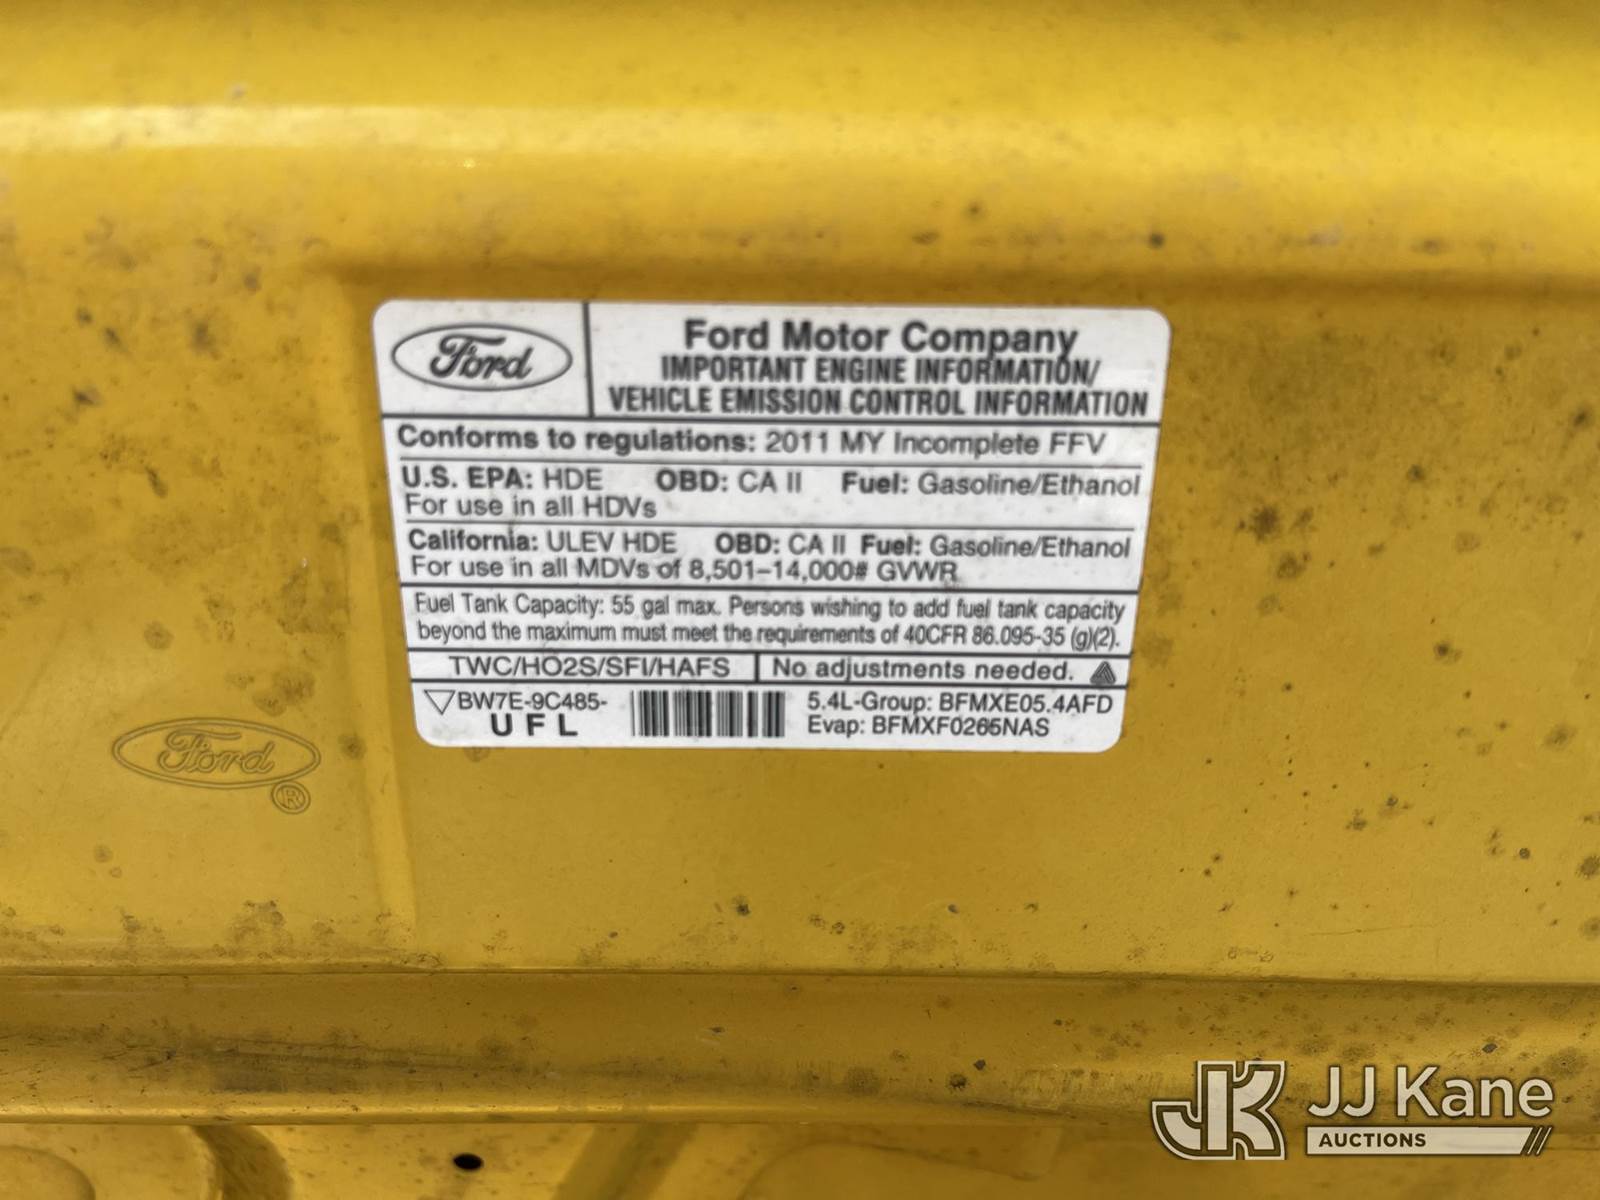 Ford
Ford Motor Company
IMPORTANT ENGINE INFORMATION/
VEHICLE EMISSION CONTROL INFORMATION
Conforms to regulations: 2011 MY Incomplete FFV
U.S. EPA: HDE OBD: CA II Fuel: Gasoline/Ethanol
For use in all HDVs
California: ULEV HDE OBD: CA II Fuel: Gasoline/Ethanol
For use in all MDVs of 8,501–14,000# GVWR
Fuel Tank Capacity: 55 gal max. Persons wishing to add fuel tank capacity
beyond the maximum must meet the requirements of 40CFR 86.095-35 (g)(2).
TWC/HO2S/SFI/HAFS No adjustments needed.
BW7E-9C485-
UFL
5.4L-Group: BFMXE05.4AFD
Evap: BFMXF0265NAS
Ford
®
JK JJ Kane
AUCTIONS